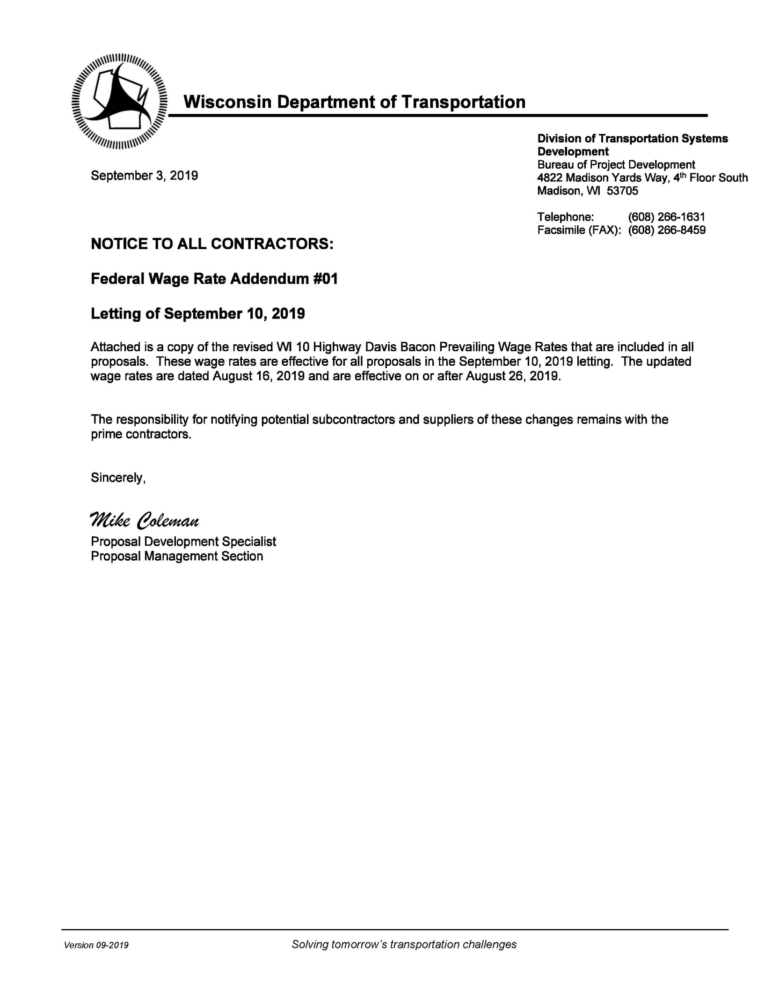 Wisconsin Department of Transportation
Division of Transportation Systems
Development
Bureau of Project Development
4822 Madison Yards Way, 4th Floor South
Madison, WI  53705
Telephone: (608) 266-1631
Facsimile (FAX): (608) 266-8459
September 3, 2019
NOTICE TO ALL CONTRACTORS:
Federal Wage Rate Addendum #01
Letting of September 10, 2019
Attached is a copy of the revised WI 10 Highway Davis Bacon Prevailing Wage Rates that are included in all
proposals.  These wage rates are effective for all proposals in the September 10, 2019 letting.  The updated
wage rates are dated August 16, 2019 and are effective on or after August 26, 2019.
The responsibility for notifying potential subcontractors and suppliers of these changes remains with the
prime contractors.
Sincerely,
Mike Coleman
Proposal Development Specialist
Proposal Management Section
Version 09-2019
Solving tomorrow's transportation challenges